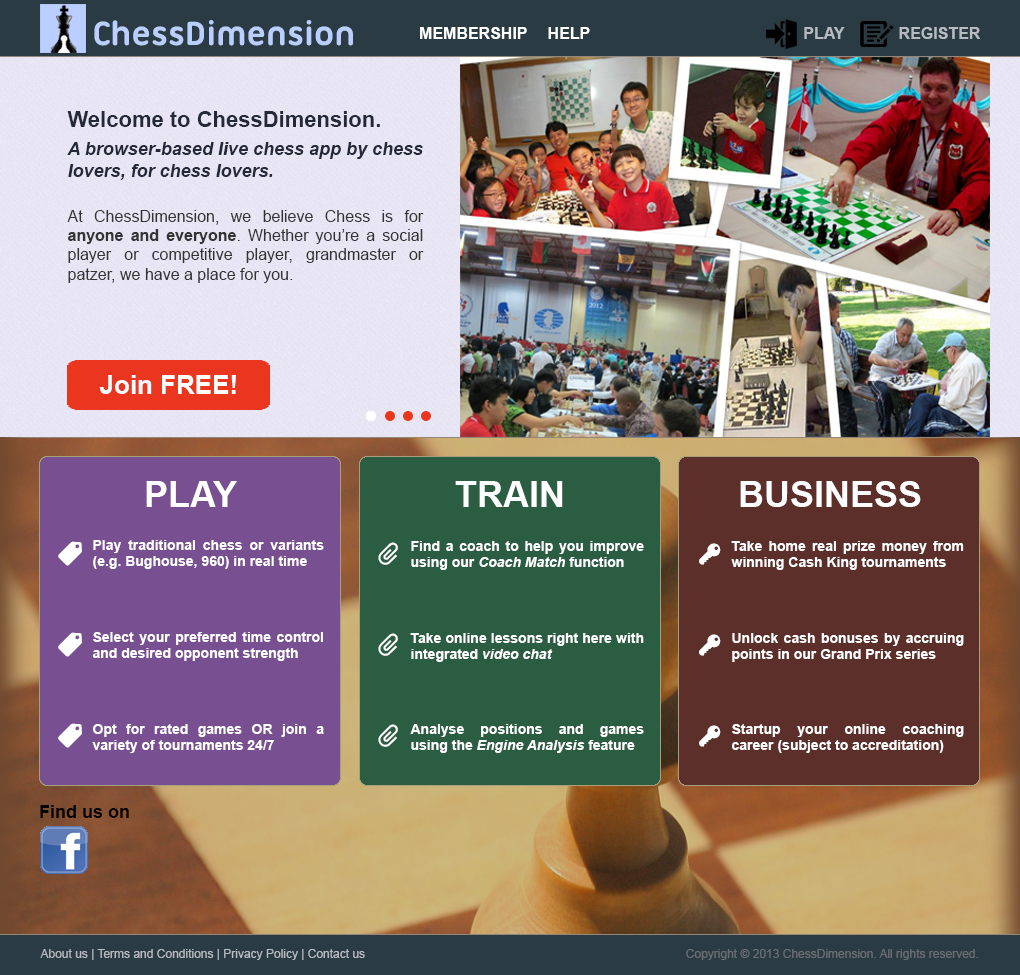 ChessDimension
MEMBERSHIP HELP
PLAY REGISTER
Welcome to ChessDimension.
A browser-based live chess app by chess
lovers, for chess lovers.
At ChessDimension, we believe Chess is for
anyone and everyone. Whether you’re a social
player or competitive player, grandmaster or
patzer, we have a place for you.
Join FREE!
PLAY
Play traditional chess or variants
(e.g. Bughouse, 960) in real time
Select your preferred time control
and desired opponent strength
Opt for rated games OR join a
variety of tournaments 24/7
TRAIN
Find a coach to help you improve
using our Coach Match function
Take online lessons right here with
integrated video chat
Analyse positions and games
using the Engine Analysis feature
BUSINESS
Take home real prize money from
winning Cash King tournaments
Unlock cash bonuses by accruing
points in our Grand Prix series
Startup your online coaching
career (subject to accreditation)
Find us on
f
About us | Terms and Conditions | Privacy Policy | Contact us
Copyright © 2013 ChessDimension. All rights reserved.